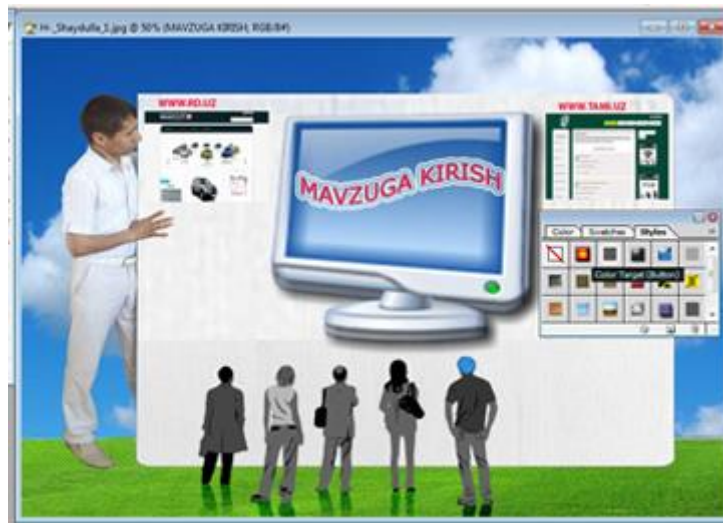 H-_Shaydulla_1.jpg @ 50% (MAVZUGA KIRISH, RGB/8#)
WWW.RD.UZ
WWW.TAMI.UZ
MAVZUGA KIRISH
Color Swatches Styles
Color Target (Button)